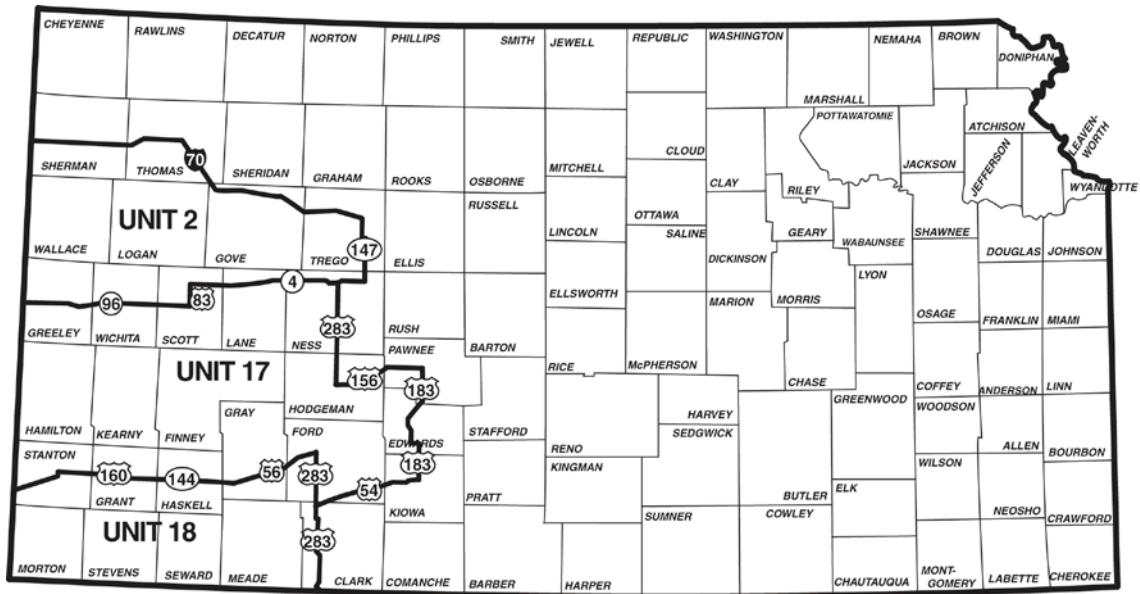 CHEYENNE
RAWLINS
DECATUR
NORTON
PHILLIPS
SMITH
JEWELL
REPUBLIC
WASHINGTON
NEMAHA
BROWN
DONIPHAN
MARSHALL
POTTAWATOMIE
ATCHISON
LEAVEN-
WORTH
SHERMAN
THOMAS
70
SHERIDAN
GRAHAM
ROOKS
OSBORNE
MITCHELL
CLOUD
CLAY
RILEY
JACKSON
JEFFERSON
WYANDOTTE
UNIT 2
RUSSELL
LINCOLN
OTTAWA
SALINE
GEARY
WABAUNSEE
SHAWNEE
DOUGLAS
JOHNSON
WALLACE
LOGAN
GOVE
TREGO
147
ELLIS
DICKINSON
LYON
96
83
4
ELLSWORTH
MARION
MORRIS
OSAGE
FRANKLIN
MIAMI
GREELEY
WICHITA
SCOTT
LANE
NESS
283
RUSH
PAWNEE
BARTON
RICE
McPHERSON
CHASE
UNIT 17
156
183
COFFEY
ANDERSON
LINN
GRAY
HODGEMAN
HARVEY
GREENWOOD
WOODSON
HAMILTON
KEARNY
FINNEY
FORD
EDWARDS
STAFFORD
RENO
SEDGWICK
ALLEN
BOURBON
STANTON
160
144
56
283
54
183
KINGMAN
WILSON
GRANT
HASKELL
KIOWA
PRATT
BUTLER
ELK
NEOSHO
CRAWFORD
UNIT 18
283
SUMNER
COWLEY
MORTON
STEVENS
SEWARD
MEADE
CLARK
COMANCHE
BARBER
HARPER
CHAUTAUQUA
MONT-
GOMERY
LABETTE
CHEROKEE